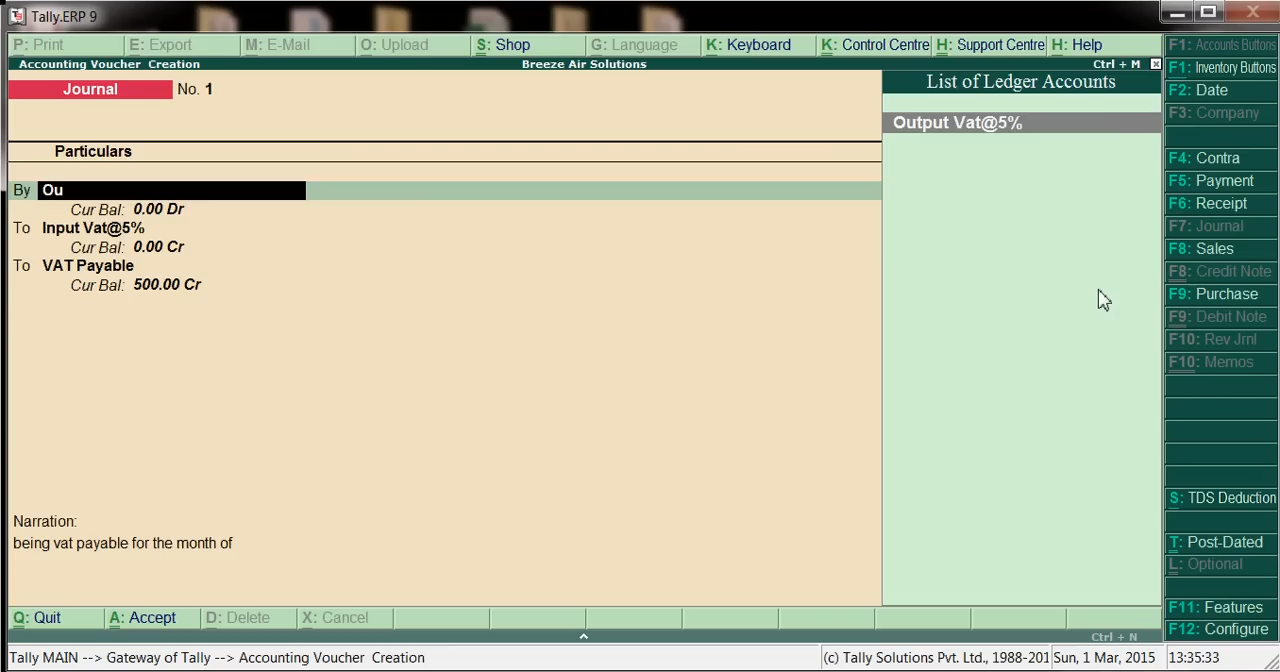 Tally.ERP 9
P: Print E: Export M: E-Mail O: Upload S: Shop G: Language K: Keyboard K: Control Centre H: Support Centre H: Help
Accounting Voucher Creation Breeze Air Solutions Ctrl + M
Journal No. 1
Particulars
By Ou
Cur Bal: 0.00 Dr
To Input Vat@5%
Cur Bal: 0.00 Cr
To VAT Payable
Cur Bal: 500.00 Cr
Narration:
being vat payable for the month of
List of Ledger Accounts
Output Vat@5%
F1: Accounts Buttons
F1: Inventory Buttons
F2: Date
F3: Company
F4: Contra
F5: Payment
F6: Receipt
F7: Journal
F8: Sales
F8: Credit Note
F9: Purchase
F9: Debit Note
F10: Rev Jrnl
F10: Memos
S: TDS Deduction
T: Post-Dated
L: Optional
F11: Features
F12: Configure
Q: Quit A: Accept D: Delete X: Cancel
Ctrl + N
Tally MAIN --> Gateway of Tally --> Accounting Voucher Creation (c) Tally Solutions Pvt. Ltd., 1988-201 Sun, 1 Mar, 2015 13:35:33